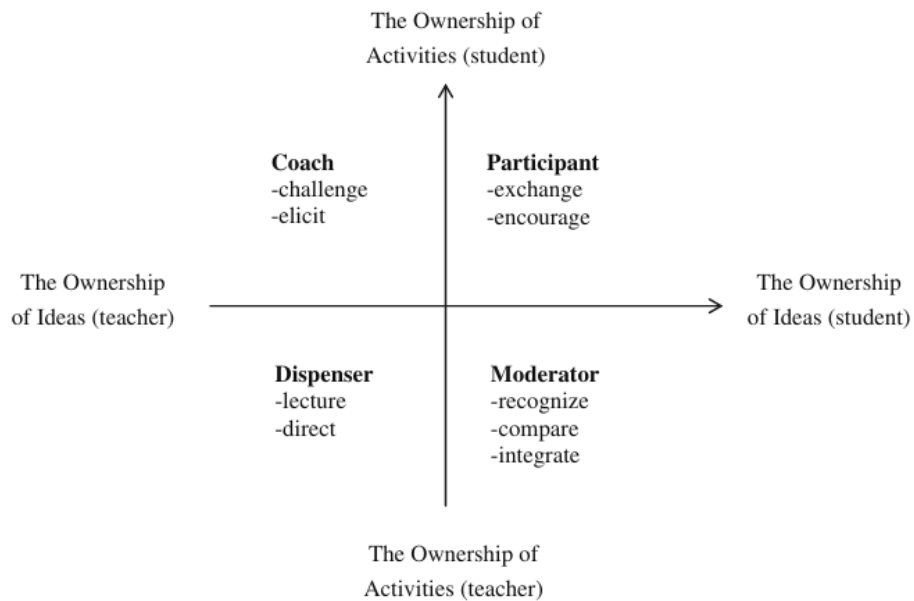 The Ownership of
Activities (student)
Coach
-challenge
-elicit
Participant
-exchange
-encourage
The Ownership
of Ideas (teacher)
The Ownership
of Ideas (student)
Dispenser
-lecture
-direct
Moderator
-recognize
-compare
-integrate
The Ownership of
Activities (teacher)